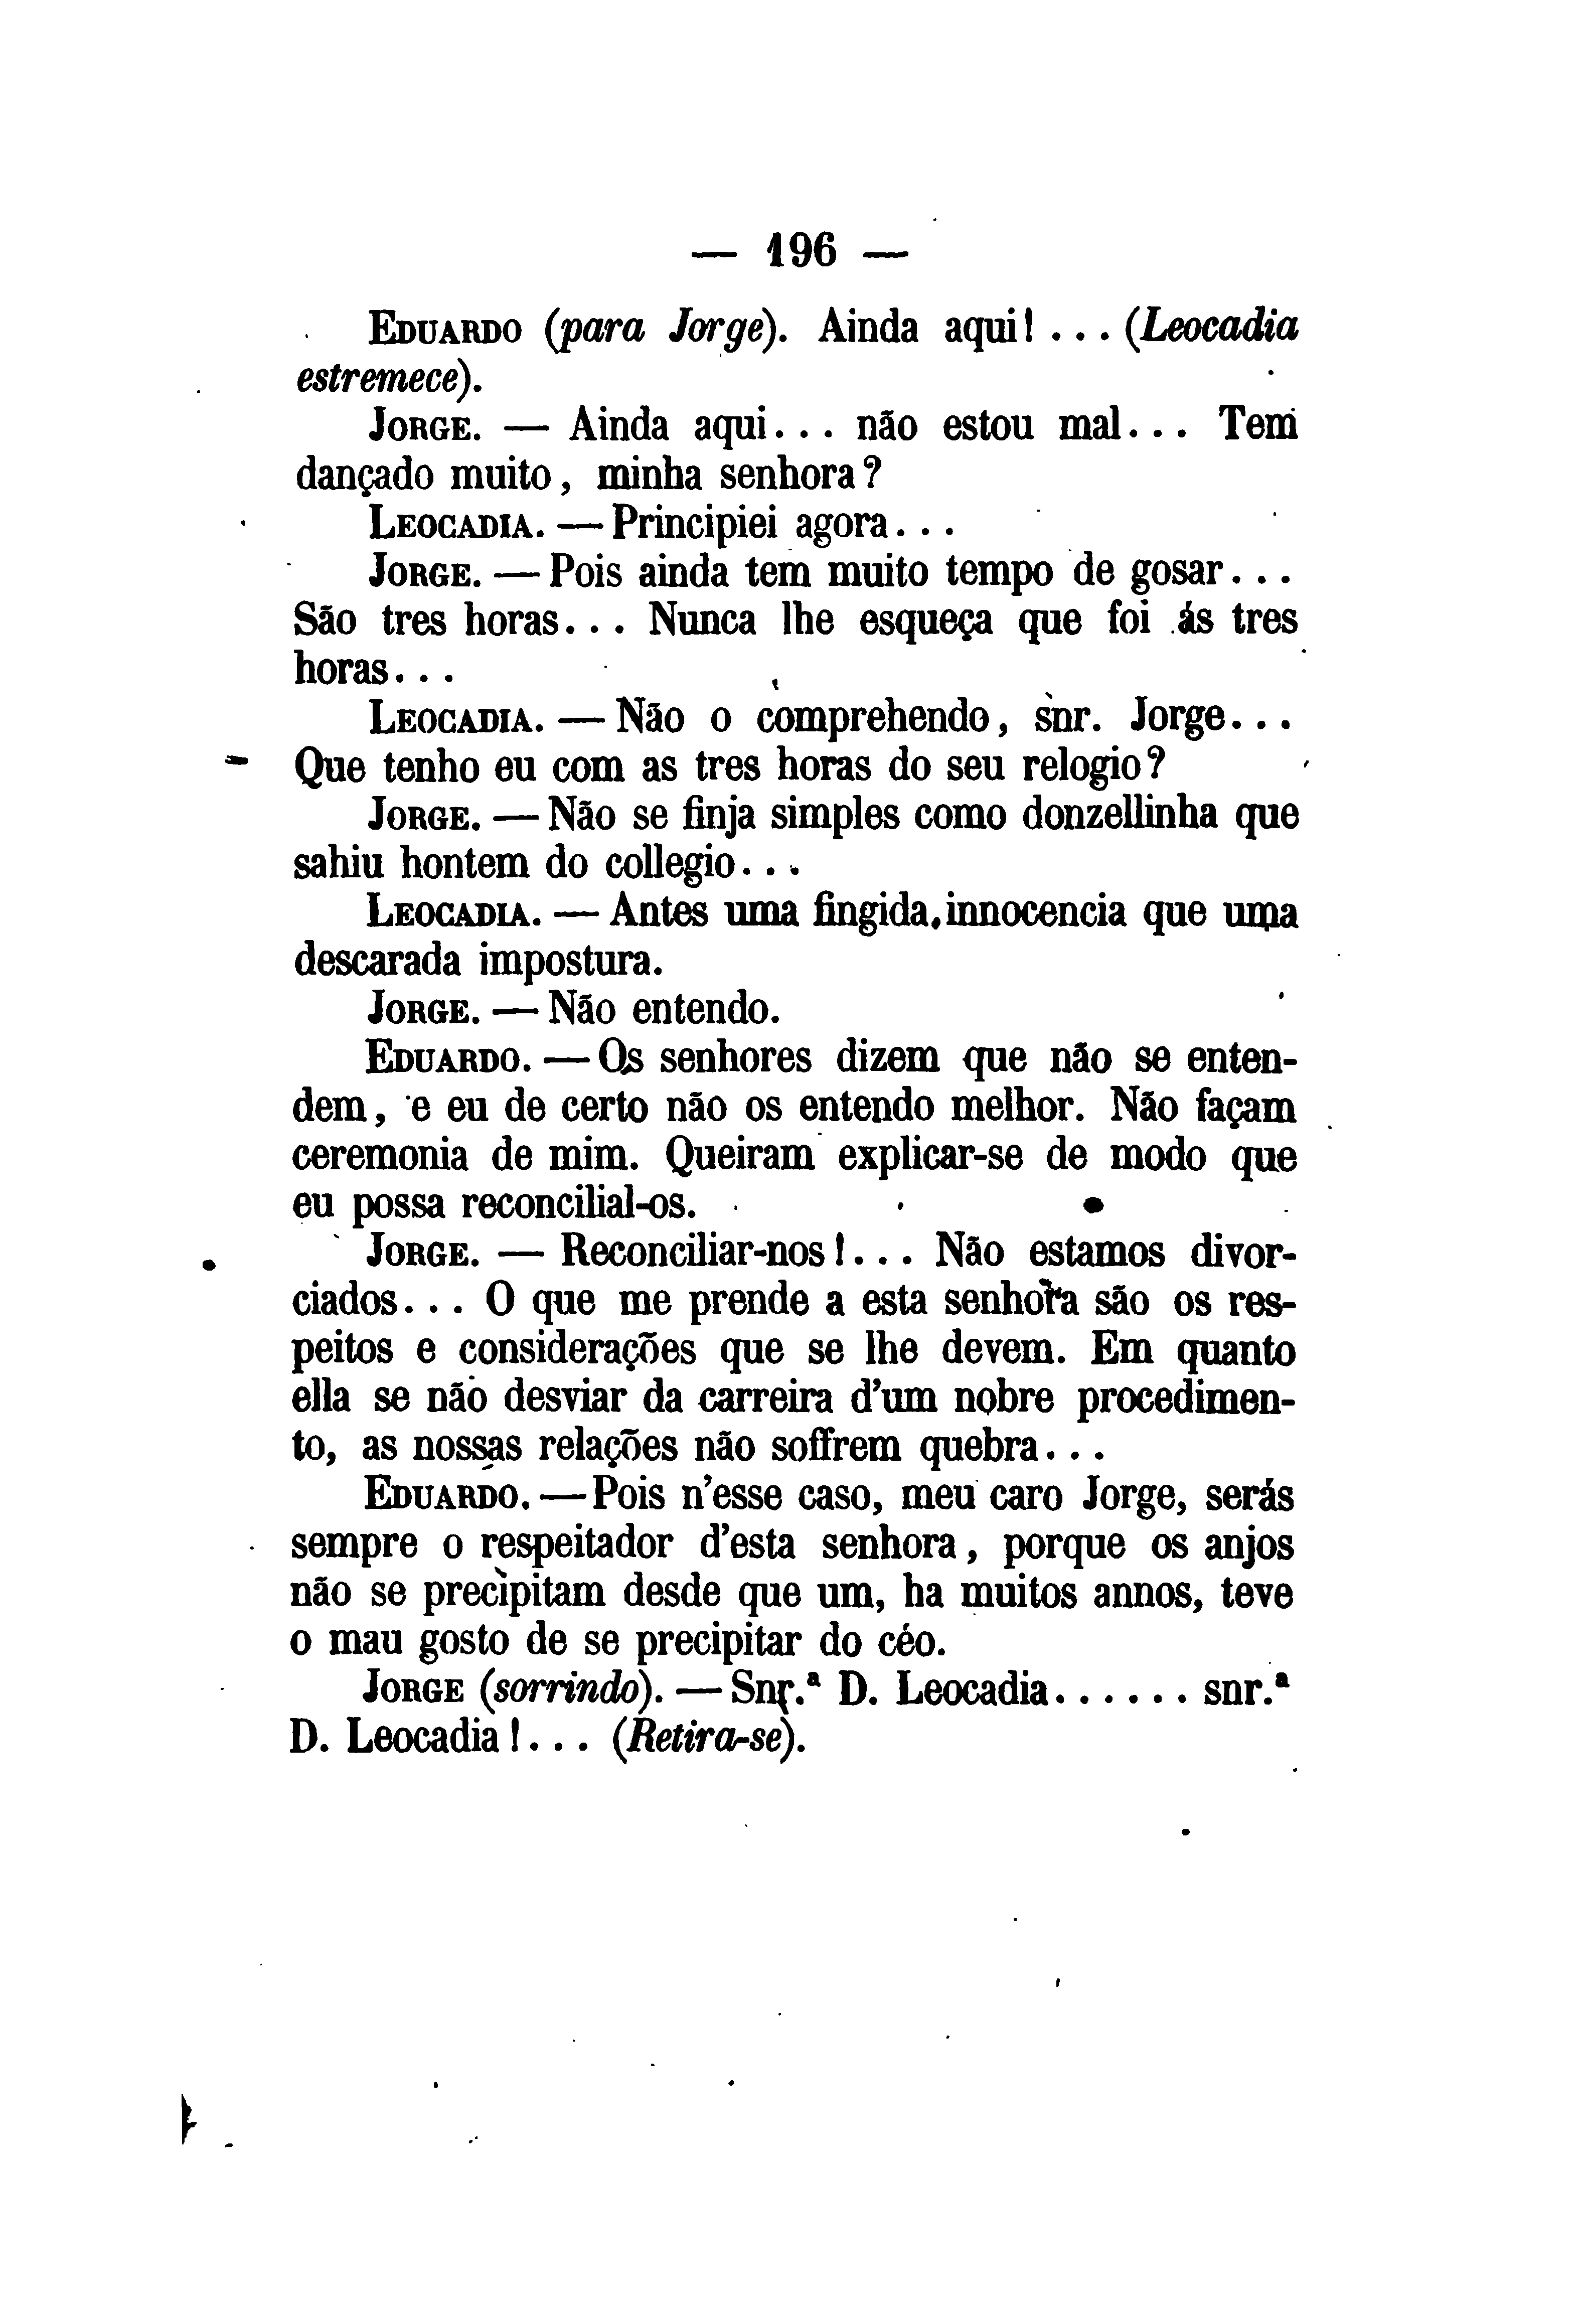 — 196 —
EDUARDO (para Jorge). Ainda aqui! ... (Leocadia
estremece).
JORGE. — Ainda aqui... não estou mal... Tem
dançado muito, minha senhora?
LEOCADIA. — Principiei agora...
JORGE. — Pois ainda tem muito tempo de gosar...
São tres horas... Nunca lhe esqueça que foi ás tres
horas...
LEOCADIA. — Não o comprehendo, snr. Jorge...
Que tenho eu com as tres horas do seu relogio?
JORGE. — Não se finja simples como donzellinha que
sahiu hontem do collegio...
LEOCADIA. — Antes uma fingida innocencia que uma
descarada impostura.
JORGE. — Não entendo.
EDUARDO. — Os senhores dizem que não se enten-
dem, e eu de certo não os entendo melhor. Não façam
ceremonia de mim. Queiram explicar-se de modo que
eu possa reconcilial-os.
JORGE. — Reconciliar-nos!... Não estamos divor-
ciados... O que me prende a esta senhora são os res-
peitos e considerações que se lhe devem. Em quanto
ella se não desviar da carreira d'um nobre procedimen-
to, as nossas relações não soffrem quebra...
EDUARDO. — Pois n'esse caso, meu caro Jorge, serás
sempre o respeitador d'esta senhora, porque os anjos
não se precipitam desde que um, ha muitos annos, teve
o mau gosto de se precipitar do céo.
JORGE (sorrindo). — Snr.ª D. Leocadia...... snr.ª
D. Leocadia!... (Retira-se).